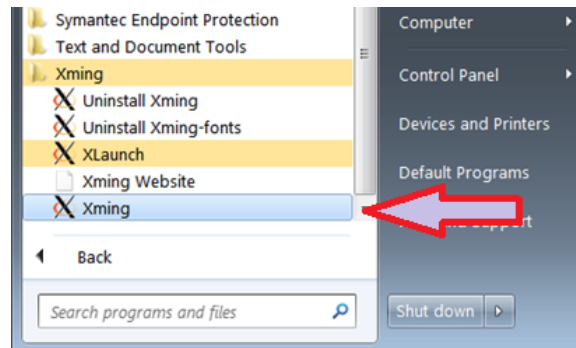 Symantec Endpoint Protection
Text and Document Tools
Xming
Uninstall Xming
Uninstall Xming-fonts
XLaunch
Xming Website
Xming
Back
Search programs and files
Computer
Control Panel
Devices and Printers
Default Programs
Support
Shut down